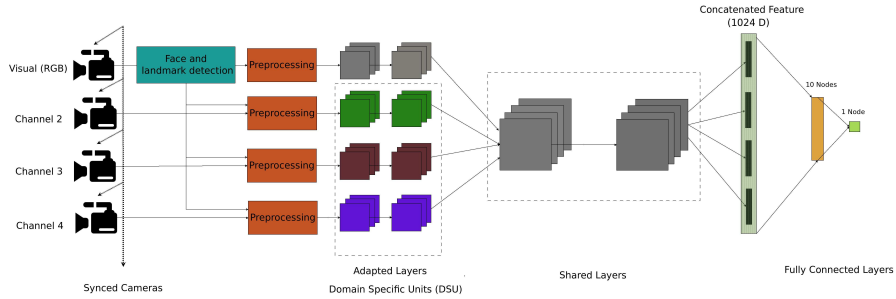 Concatenated Feature
(1024 D)
Visual (RGB)
Face and
landmark detection
Preprocessing
10 Nodes
1 Node
Channel 2
Preprocessing
Channel 3
Preprocessing
Channel 4
Preprocessing
Adapted Layers
Shared Layers
Fully Connected Layers
Synced Cameras
Domain Specific Units (DSU)